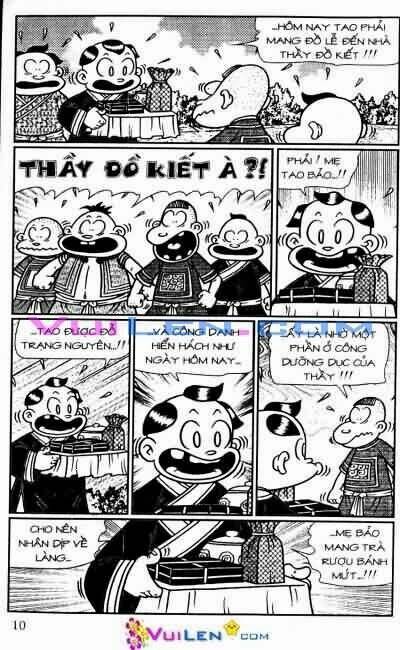 ...HÔM NAY TAO PHẢI
MANG ĐỒ LỄ ĐẾN NHÀ
THẦY ĐỒ KIẾT !!!
THẦY ĐỒ KIẾT À ?!
PHẢI ! MẸ
TAO BẢO...!!
VUILEN.COM
...TAO ĐƯỢC ĐỖ
TRẠNG NGUYÊN...!!
...VÀ CÔNG DANH
HIỂN HÁCH NHƯ
NGÀY HÔM NAY...
...ẤY LÀ NHỜ MỘT
PHẦN Ở CÔNG
DƯỠNG DỤC CỦA
THẦY !!!
CHO NÊN
NHÂN DỊP VỀ
LÀNG...
...MẸ BẢO
MANG TRÀ
RƯỢU BÁNH
MỨT...!!!
10
VUILEN.COM